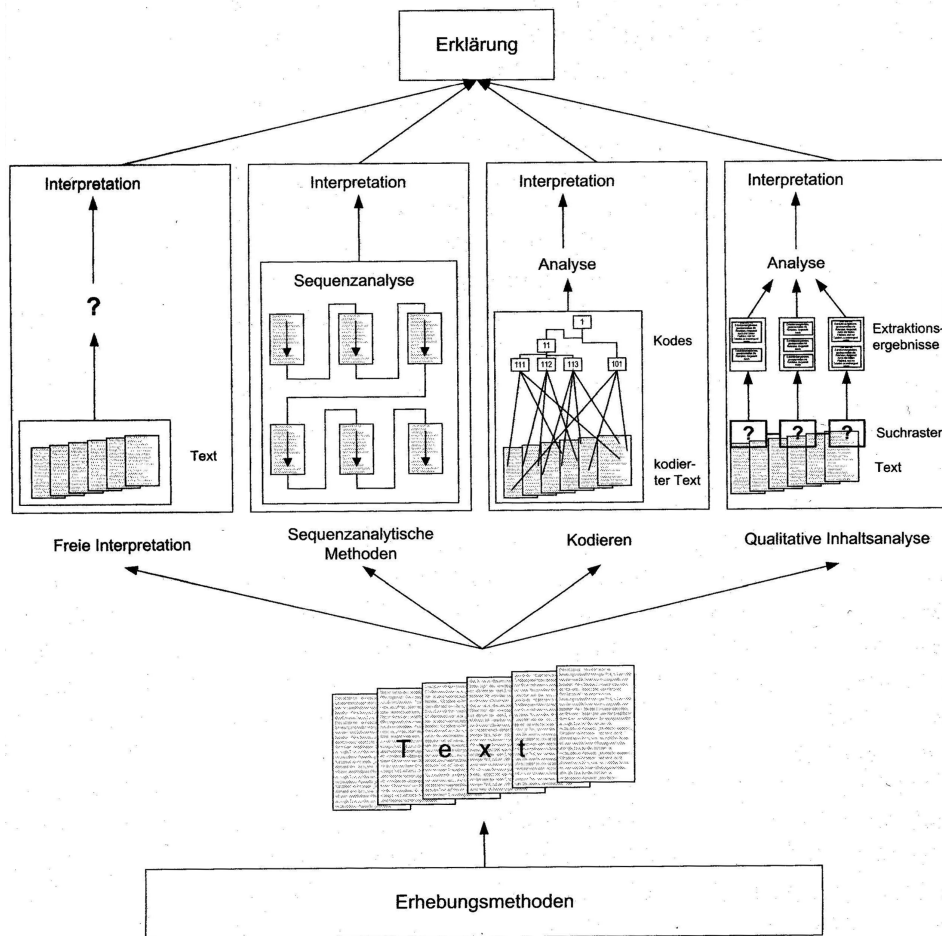 Erklärung
Interpretation
?
Text
Freie Interpretation
Interpretation
Sequenzanalyse
Sequenzanalytische
Methoden
Interpretation
Analyse
1
11
111 112 113 101
Kodes
kodier-
ter Text
Kodieren
Interpretation
Analyse
Extraktions-
ergebnisse
? ? ?
Suchraster
Text
Qualitative Inhaltsanalyse
T e x t
Erhebungsmethoden